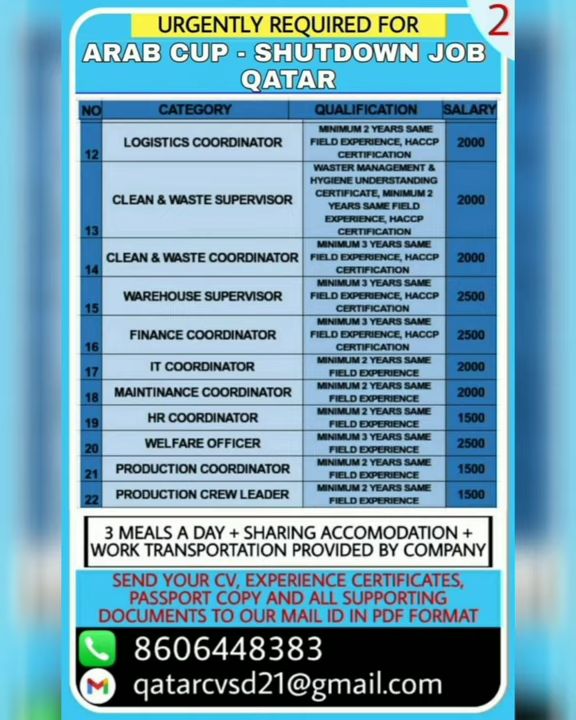 2
URGENTLY REQUIRED FOR
ARAB CUP - SHUTDOWN JOB
QATAR
NO CATEGORY QUALIFICATION SALARY
12 LOGISTICS COORDINATOR MINIMUM 2 YEARS SAME FIELD EXPERIENCE, HACCP CERTIFICATION 2000
13 CLEAN & WASTE SUPERVISOR WASTER MANAGEMENT & HYGIENE UNDERSTANDING CERTIFICATE, MINIMUM 2 YEARS SAME FIELD EXPERIENCE, HACCP CERTIFICATION 2000
14 CLEAN & WASTE COORDINATOR MINIMUM 3 YEARS SAME FIELD EXPERIENCE, HACCP CERTIFICATION 2000
15 WAREHOUSE SUPERVISOR MINIMUM 3 YEARS SAME FIELD EXPERIENCE, HACCP CERTIFICATION 2500
16 FINANCE COORDINATOR MINIMUM 3 YEARS SAME FIELD EXPERIENCE, HACCP CERTIFICATION 2500
17 IT COORDINATOR MINIMUM 2 YEARS SAME FIELD EXPERIENCE 2000
18 MAINTINANCE COORDINATOR MINIMUM 2 YEARS SAME FIELD EXPERIENCE 2000
19 HR COORDINATOR MINIMUM 2 YEARS SAME FIELD EXPERIENCE 1500
20 WELFARE OFFICER MINIMUM 3 YEARS SAME FIELD EXPERIENCE 2500
21 PRODUCTION COORDINATOR MINIMUM 2 YEARS SAME FIELD EXPERIENCE 1500
22 PRODUCTION CREW LEADER MINIMUM 2 YEARS SAME FIELD EXPERIENCE 1500
3 MEALS A DAY + SHARING ACCOMODATION +
WORK TRANSPORTATION PROVIDED BY COMPANY
SEND YOUR CV, EXPERIENCE CERTIFICATES,
PASSPORT COPY AND ALL SUPPORTING
DOCUMENTS TO OUR MAIL ID IN PDF FORMAT
8606448383
qatarcvsd21@gmail.com